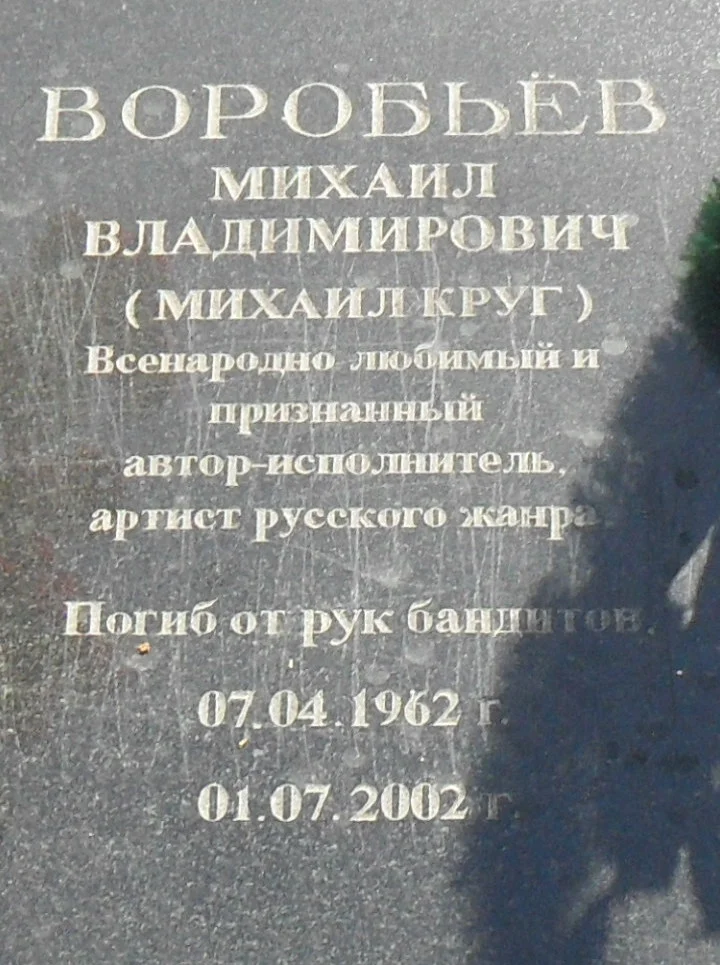 ВОРОБЬЁВ
МИХАИЛ
ВЛАДИМИРОВИЧ
( МИХАИЛ КРУГ )
Всенародно любимый и
признанный
автор-исполнитель,
артист русского жанра.
Погиб от рук бандитов.
07.04.1962 г.
01.07.2002 г.